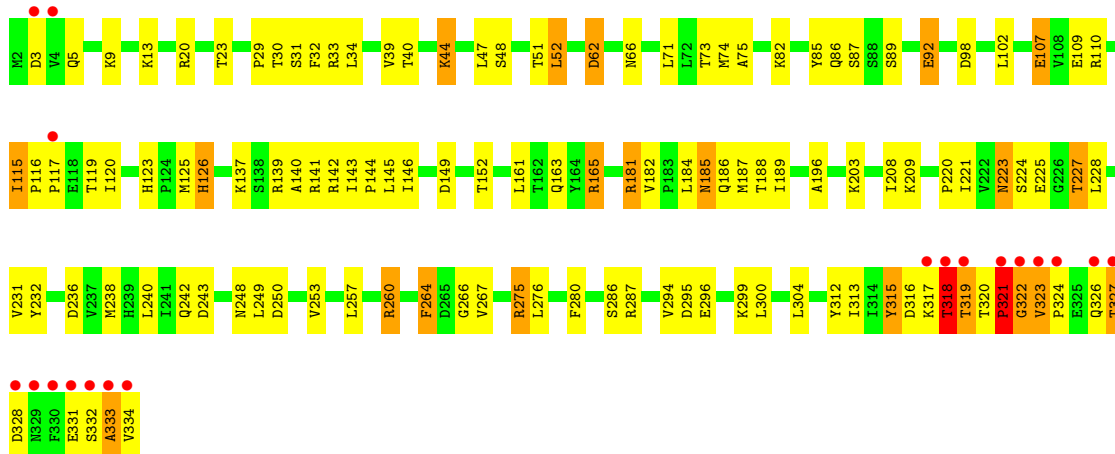 M2 D3 V4 Q5 K9 K13 R20 T23 P29 T30 S31 F32 R33 L34 V39 T40 K44 L47 S48 T51 L52 D62 N66 L71 L72 T73 M74 A75 K82 Y85 Q86 S87 S88 S89 E92 D98 L102 E107 V108 E109 R110
I115 P116 P117 E118 T119 I120 H123 P124 M125 H126 K137 S138 R139 A140 R141 R142 I143 P144 L145 I146 D149 T152 L161 T162 Q163 Y164 R165 R181 V182 P183 L184 N185 Q186 M187 T188 I189 A196 K203 I208 K209 P220 I221 V222 N223 S224 E225 G226 T227 L228
V231 Y232 D236 V237 M238 H239 L240 I241 Q242 D243 N248 L249 D250 V253 L257 R260 F264 D265 G266 V267 R275 L276 F280 S286 R287 V294 D295 E296 K299 L300 L304 Y312 I313 I314 Y315 D316 K317 T318 T319 T320 P321 G322 V323 P324 E325 Q326 T327
D328 N329 F330 E331 S332 A333 V334